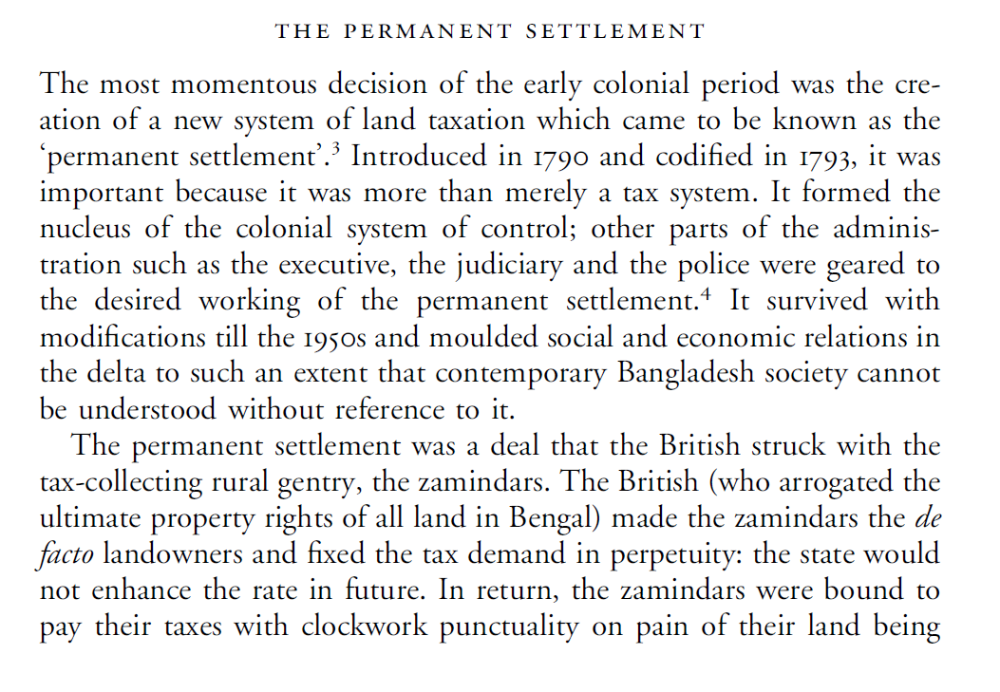 THE PERMANENT SETTLEMENT
The most momentous decision of the early colonial period was the cre-
ation of a new system of land taxation which came to be known as the
‘permanent settlement’.³ Introduced in 1790 and codified in 1793, it was
important because it was more than merely a tax system. It formed the
nucleus of the colonial system of control; other parts of the adminis-
tration such as the executive, the judiciary and the police were geared to
the desired working of the permanent settlement.⁴ It survived with
modifications till the 1950s and moulded social and economic relations in
the delta to such an extent that contemporary Bangladesh society cannot
be understood without reference to it.
The permanent settlement was a deal that the British struck with the
tax-collecting rural gentry, the zamindars. The British (who arrogated the
ultimate property rights of all land in Bengal) made the zamindars the de
facto landowners and fixed the tax demand in perpetuity: the state would
not enhance the rate in future. In return, the zamindars were bound to
pay their taxes with clockwork punctuality on pain of their land being